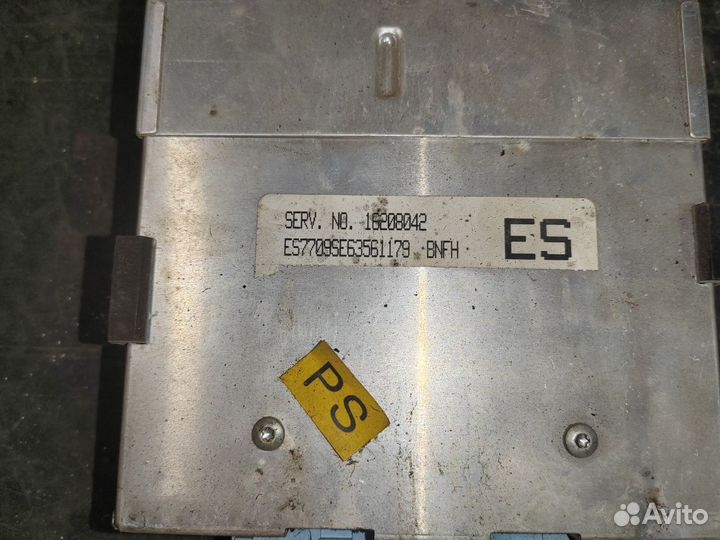 SERV. NO. 16208042
ES7709SE63561179 BNFH
ES
PS
Avito